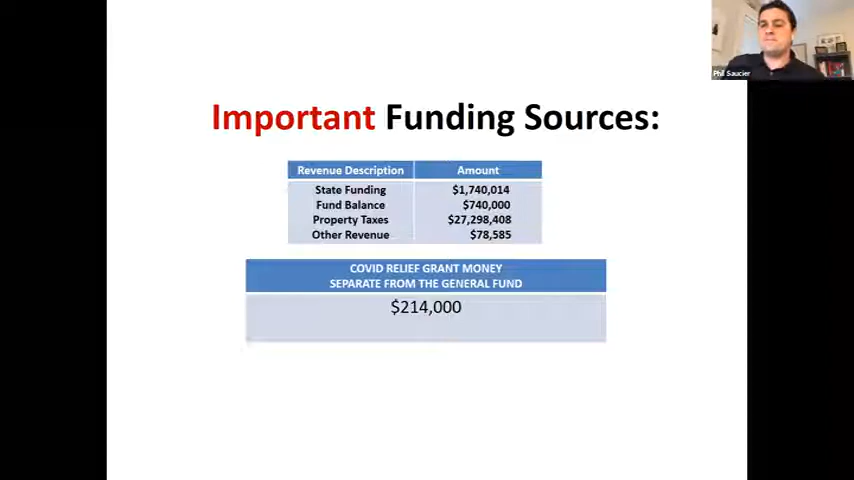 Important Funding Sources:
Revenue Description Amount
State Funding $1,740,014
Fund Balance $740,000
Property Taxes $27,298,408
Other Revenue $78,585
COVID RELIEF GRANT MONEY
SEPARATE FROM THE GENERAL FUND
$214,000
Phil Saucier